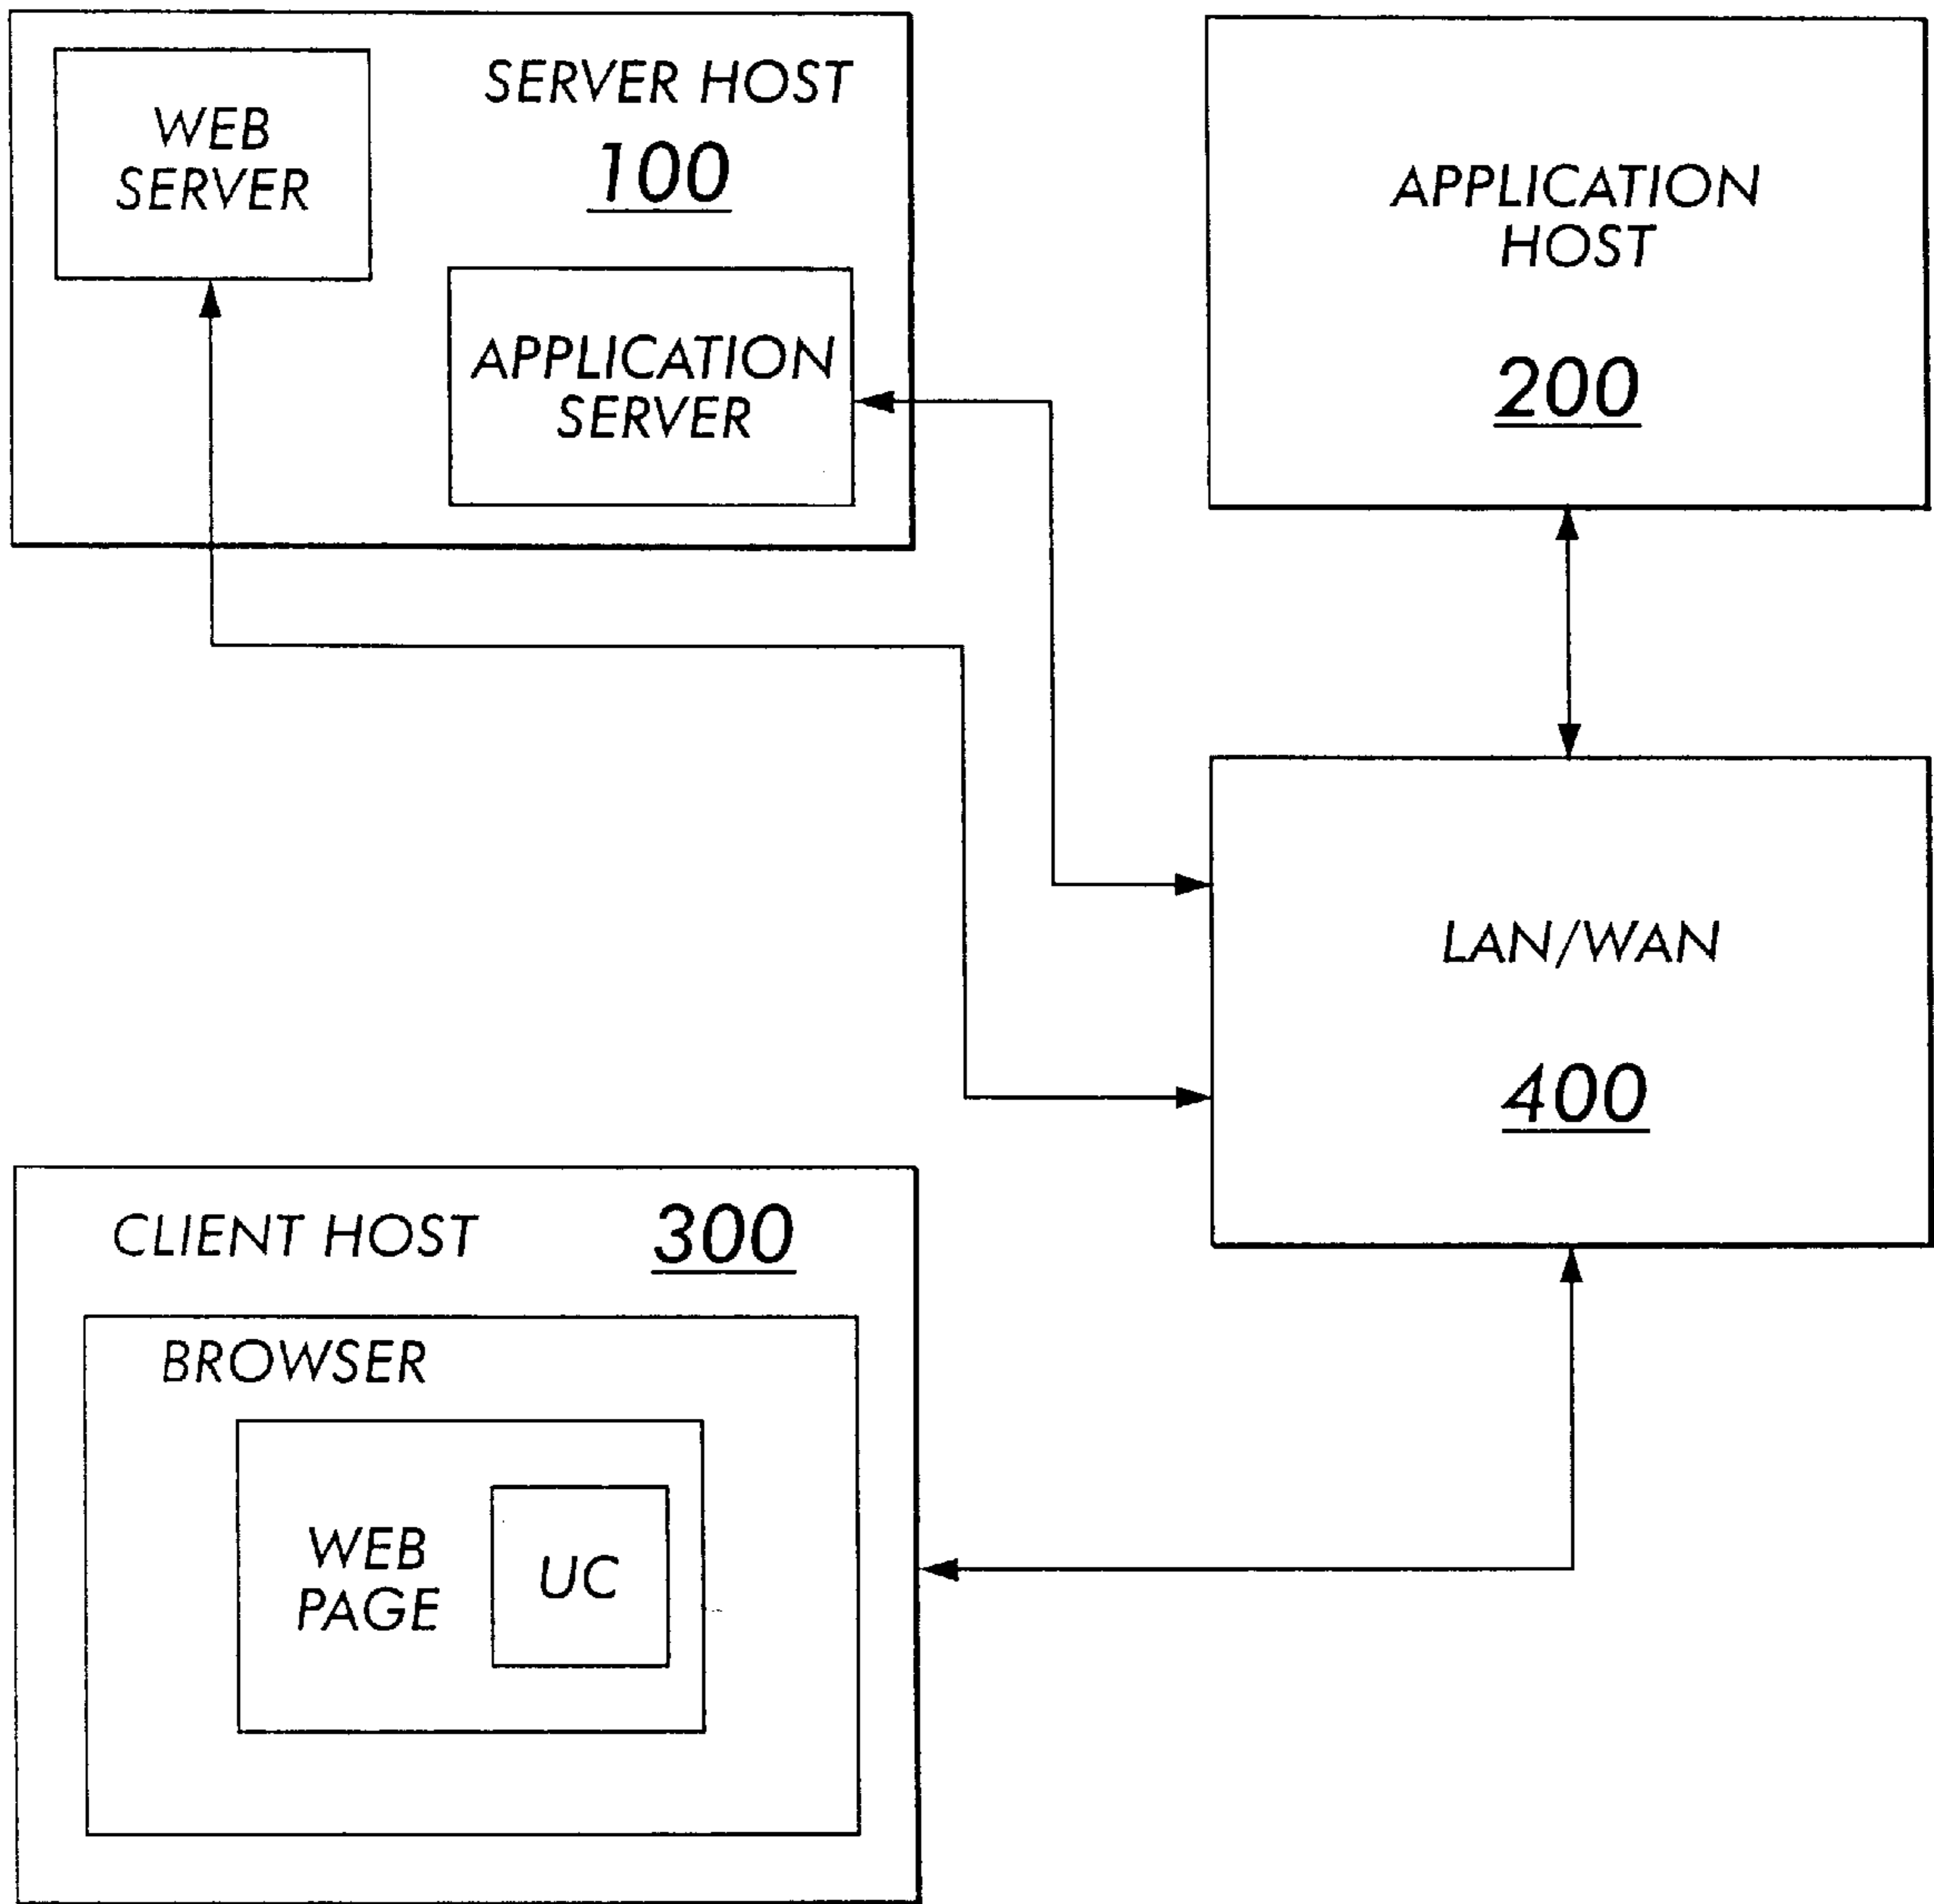 SERVER HOST
100
WEB
SERVER
APPLICATION
SERVER
APPLICATION
HOST
200
LAN/WAN
400
CLIENT HOST 300
BROWSER
WEB
PAGE
UC